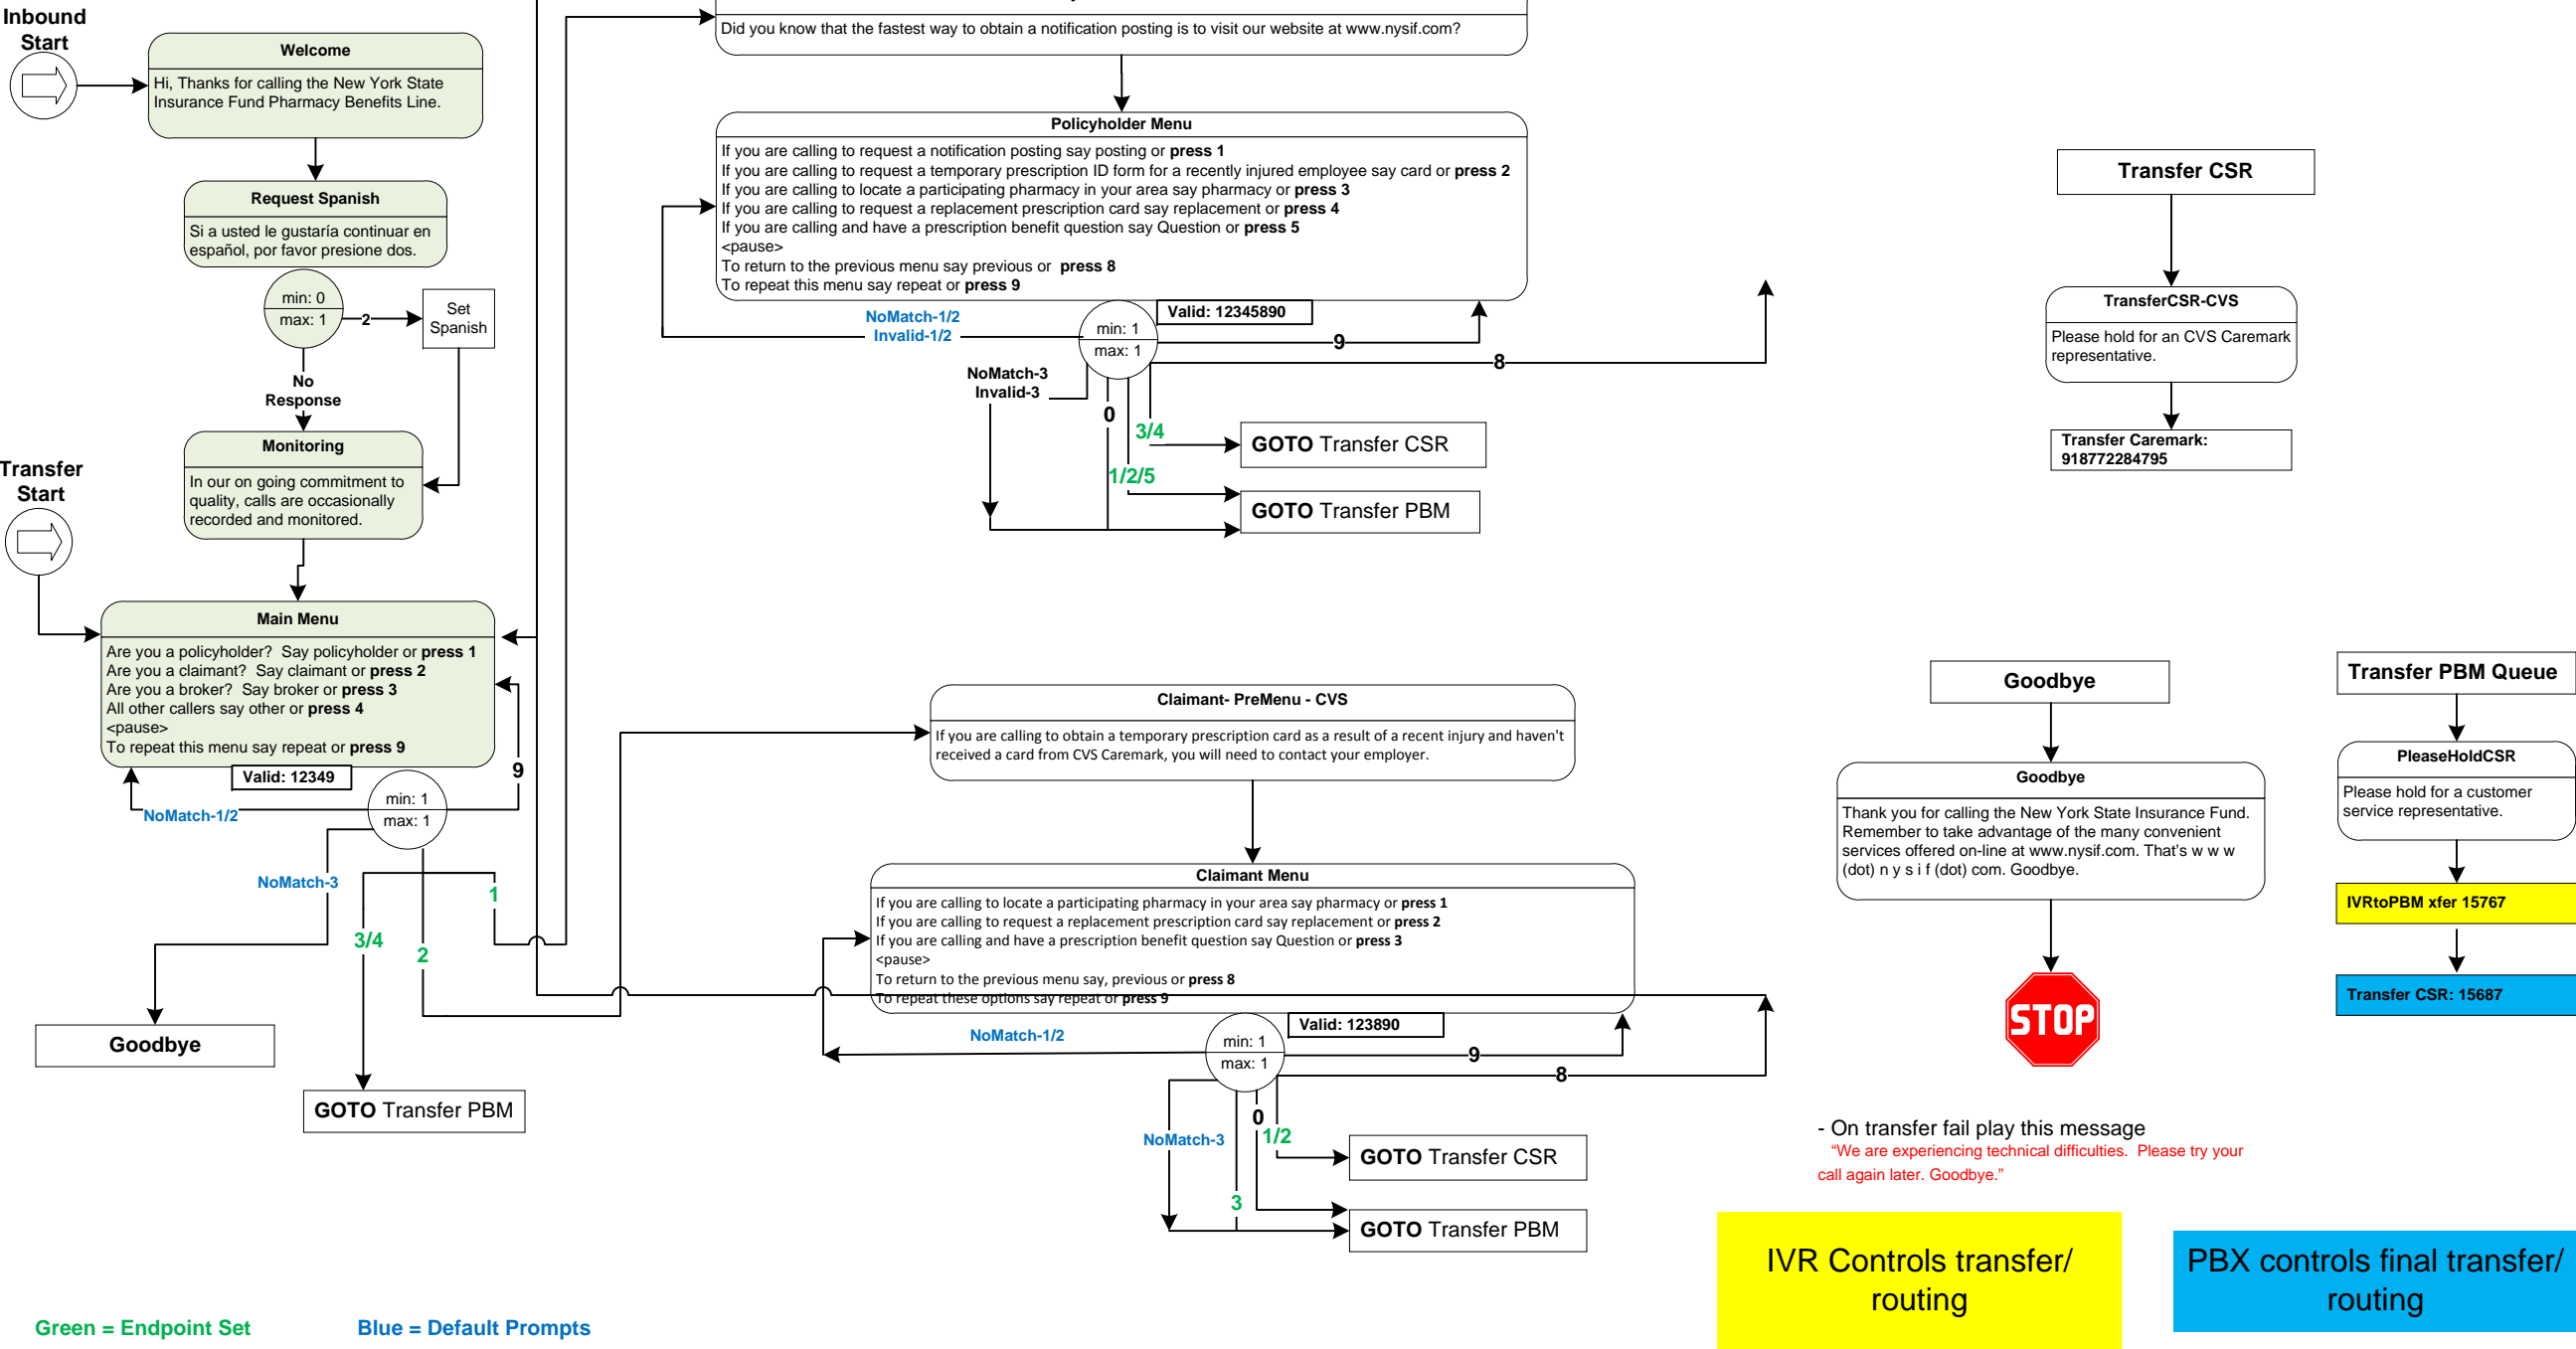 Inbound
Start
Welcome
Hi, Thanks for calling the New York State
Insurance Fund Pharmacy Benefits Line.
Request Spanish
Si a usted le gustaría continuar en
español, por favor presione dos.
min: 0
max: 1
2
Set
Spanish
No
Response
Monitoring
In our on going commitment to
quality, calls are occasionally
recorded and monitored.
Transfer
Start
Main Menu
Are you a policyholder? Say policyholder or press 1
Are you a claimant? Say claimant or press 2
Are you a broker? Say broker or press 3
All other callers say other or press 4
<pause>
To repeat this menu say repeat or press 9
Valid: 12349
9
min: 1
max: 1
NoMatch-1/2
NoMatch-3
1
3/4
2
Goodbye
GOTO Transfer PBM
Did you know that the fastest way to obtain a notification posting is to visit our website at www.nysif.com?
Policyholder Menu
If you are calling to request a notification posting say posting or press 1
If you are calling to request a temporary prescription ID form for a recently injured employee say card or press 2
If you are calling to locate a participating pharmacy in your area say pharmacy or press 3
If you are calling to request a replacement prescription card say replacement or press 4
If you are calling and have a prescription benefit question say Question or press 5
<pause>
To return to the previous menu say previous or press 8
To repeat this menu say repeat or press 9
Valid: 12345890
NoMatch-1/2
Invalid-1/2
min: 1
max: 1
9
8
NoMatch-3
Invalid-3
0
3/4
1/2/5
GOTO Transfer CSR
GOTO Transfer PBM
Claimant- PreMenu - CVS
If you are calling to obtain a temporary prescription card as a result of a recent injury and haven't
received a card from CVS Caremark, you will need to contact your employer.
Claimant Menu
If you are calling to locate a participating pharmacy in your area say pharmacy or press 1
If you are calling to request a replacement prescription card say replacement or press 2
If you are calling and have a prescription benefit question say Question or press 3
<pause>
To return to the previous menu say, previous or press 8
To repeat these options say repeat or press 9
Valid: 123890
NoMatch-1/2
min: 1
max: 1
9
8
NoMatch-3
0
1/2
3
GOTO Transfer CSR
GOTO Transfer PBM
Transfer CSR
TransferCSR-CVS
Please hold for an CVS Caremark
representative.
Transfer Caremark:
918772284795
Goodbye
Goodbye
Thank you for calling the New York State Insurance Fund.
Remember to take advantage of the many convenient
services offered on-line at www.nysif.com. That's w w w
(dot) n y s i f (dot) com. Goodbye.
STOP
Transfer PBM Queue
PleaseHoldCSR
Please hold for a customer
service representative.
IVRtoPBM xfer 15767
Transfer CSR: 15687
- On transfer fail play this message
“We are experiencing technical difficulties. Please try your
call again later. Goodbye.”
IVR Controls transfer/
routing
PBX controls final transfer/
routing
Green = Endpoint Set
Blue = Default Prompts